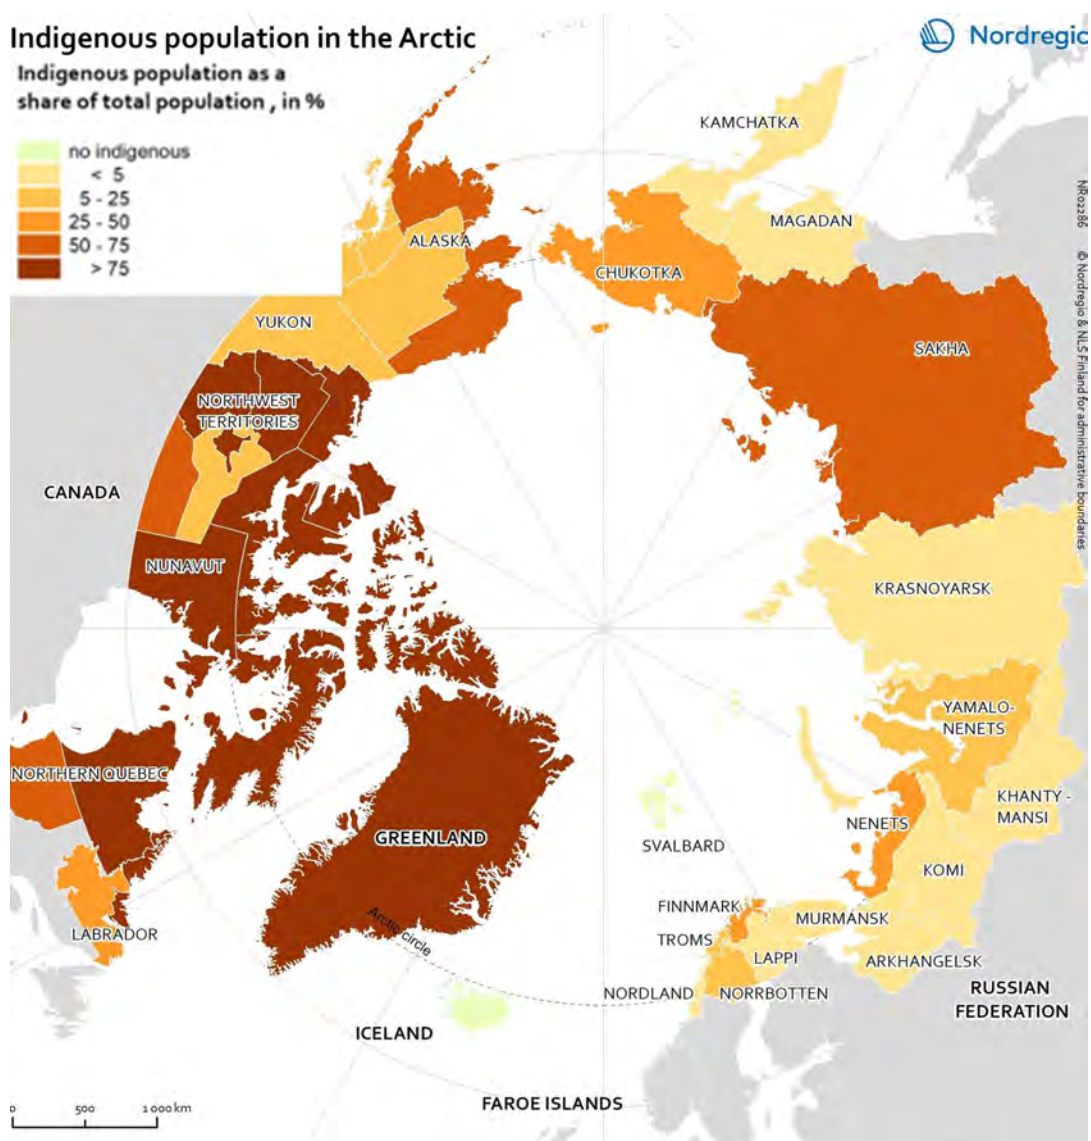 Indigenous population in the Arctic
Nordregio
Indigenous population as a
share of total population , in %
no indigenous
< 5
5 - 25
25 - 50
50 - 75
> 75
KAMCHATKA
MAGADAN
ALASKA
CHUKOTKA
YUKON
SAKHA
NORTHWEST
TERRITORIES
CANADA
NUNAVUT
KRASNOYARSK
YAMALO-
NENETS
NORTHERN QUEBEC
KHANTY -
MANSI
NENETS
GREENLAND
SVALBARD
KOMI
FINNMARK
MURMANSK
TROMS
LABRADOR
Arctic circle
LAPPI
ARKHANGELSK
NORDLAND
NORRBOTTEN
RUSSIAN
FEDERATION
ICELAND
FAROE ISLANDS
0 500 1 000 km
NR02286 © Nordregio & NLS Finland for administrative boundaries